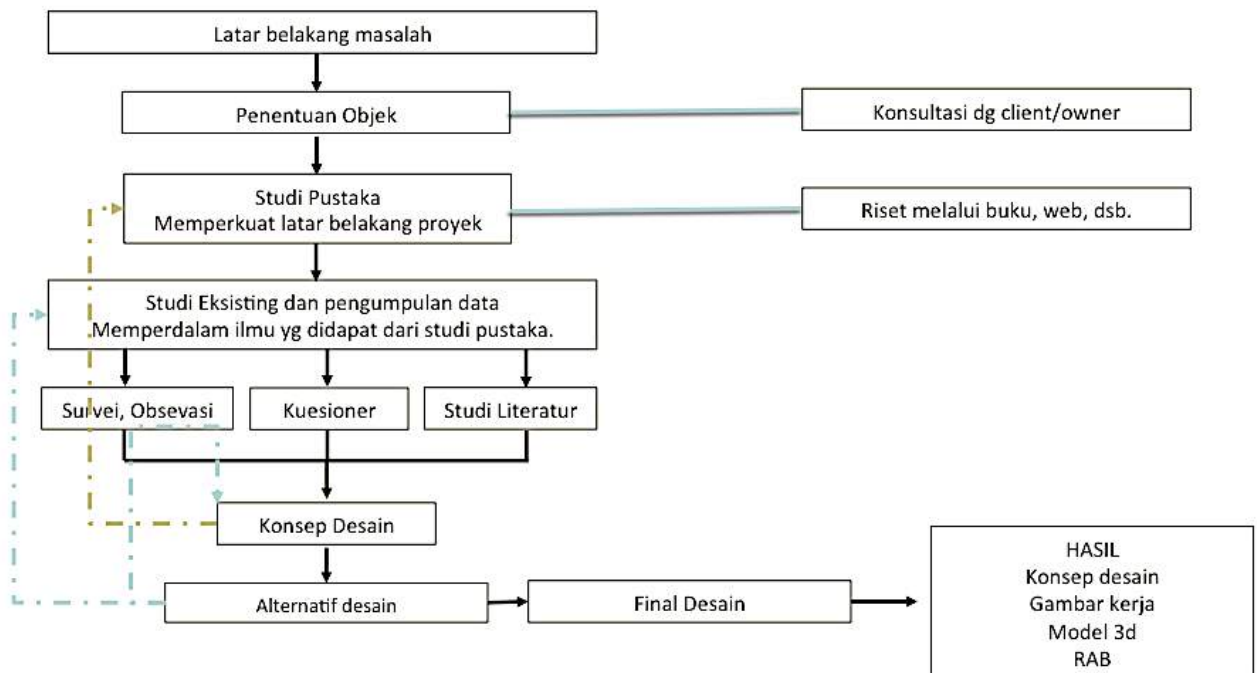 Latar belakang masalah
Penentuan Objek
Konsultasi dg client/owner
Studi Pustaka
Memperkuat latar belakang proyek
Riset melalui buku, web, dsb.
Studi Eksisting dan pengumpulan data
Memperdalam ilmu yg didapat dari studi pustaka.
Survei, Obsevasi
Kuesioner
Studi Literatur
Konsep Desain
Alternatif desain
Final Desain
HASIL
Konsep desain
Gambar kerja
Model 3d
RAB